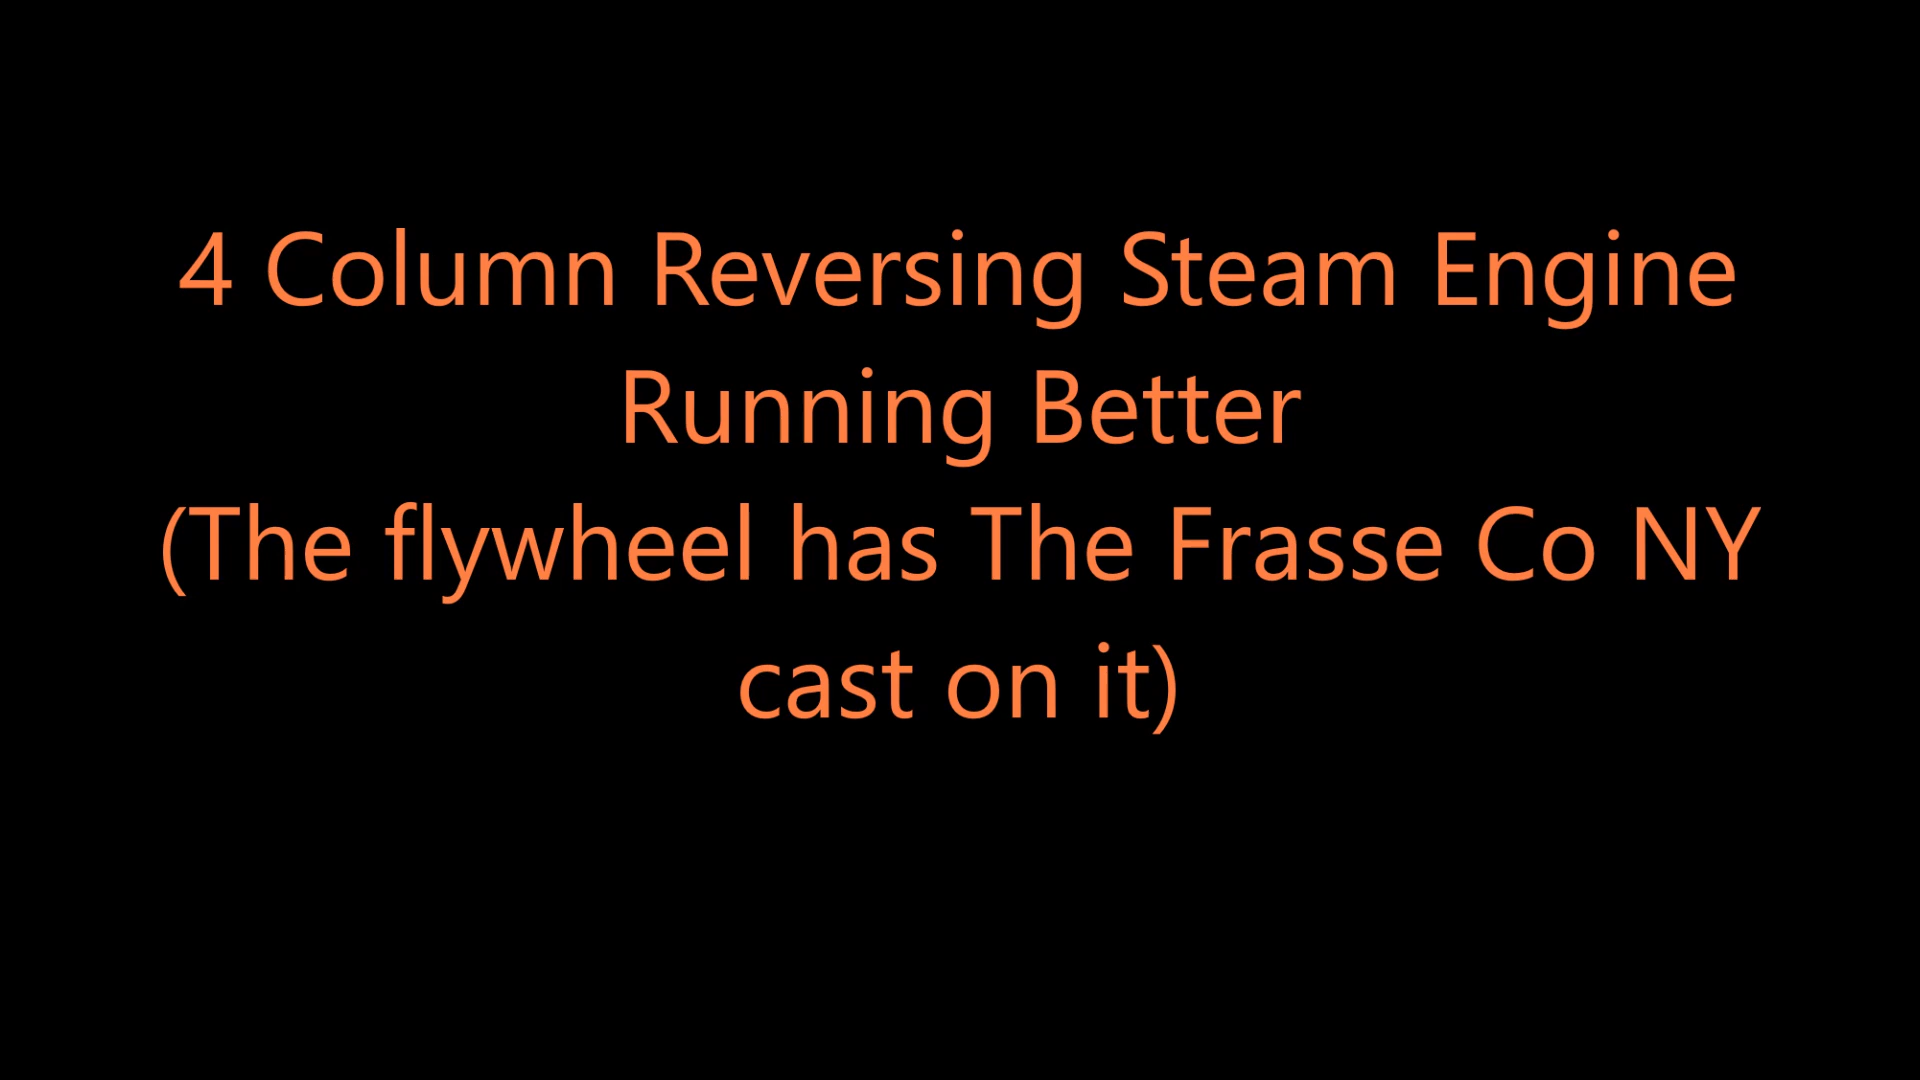 4 Column Reversing Steam Engine
Running Better
(The flywheel has The Frasse Co NY
cast on it)